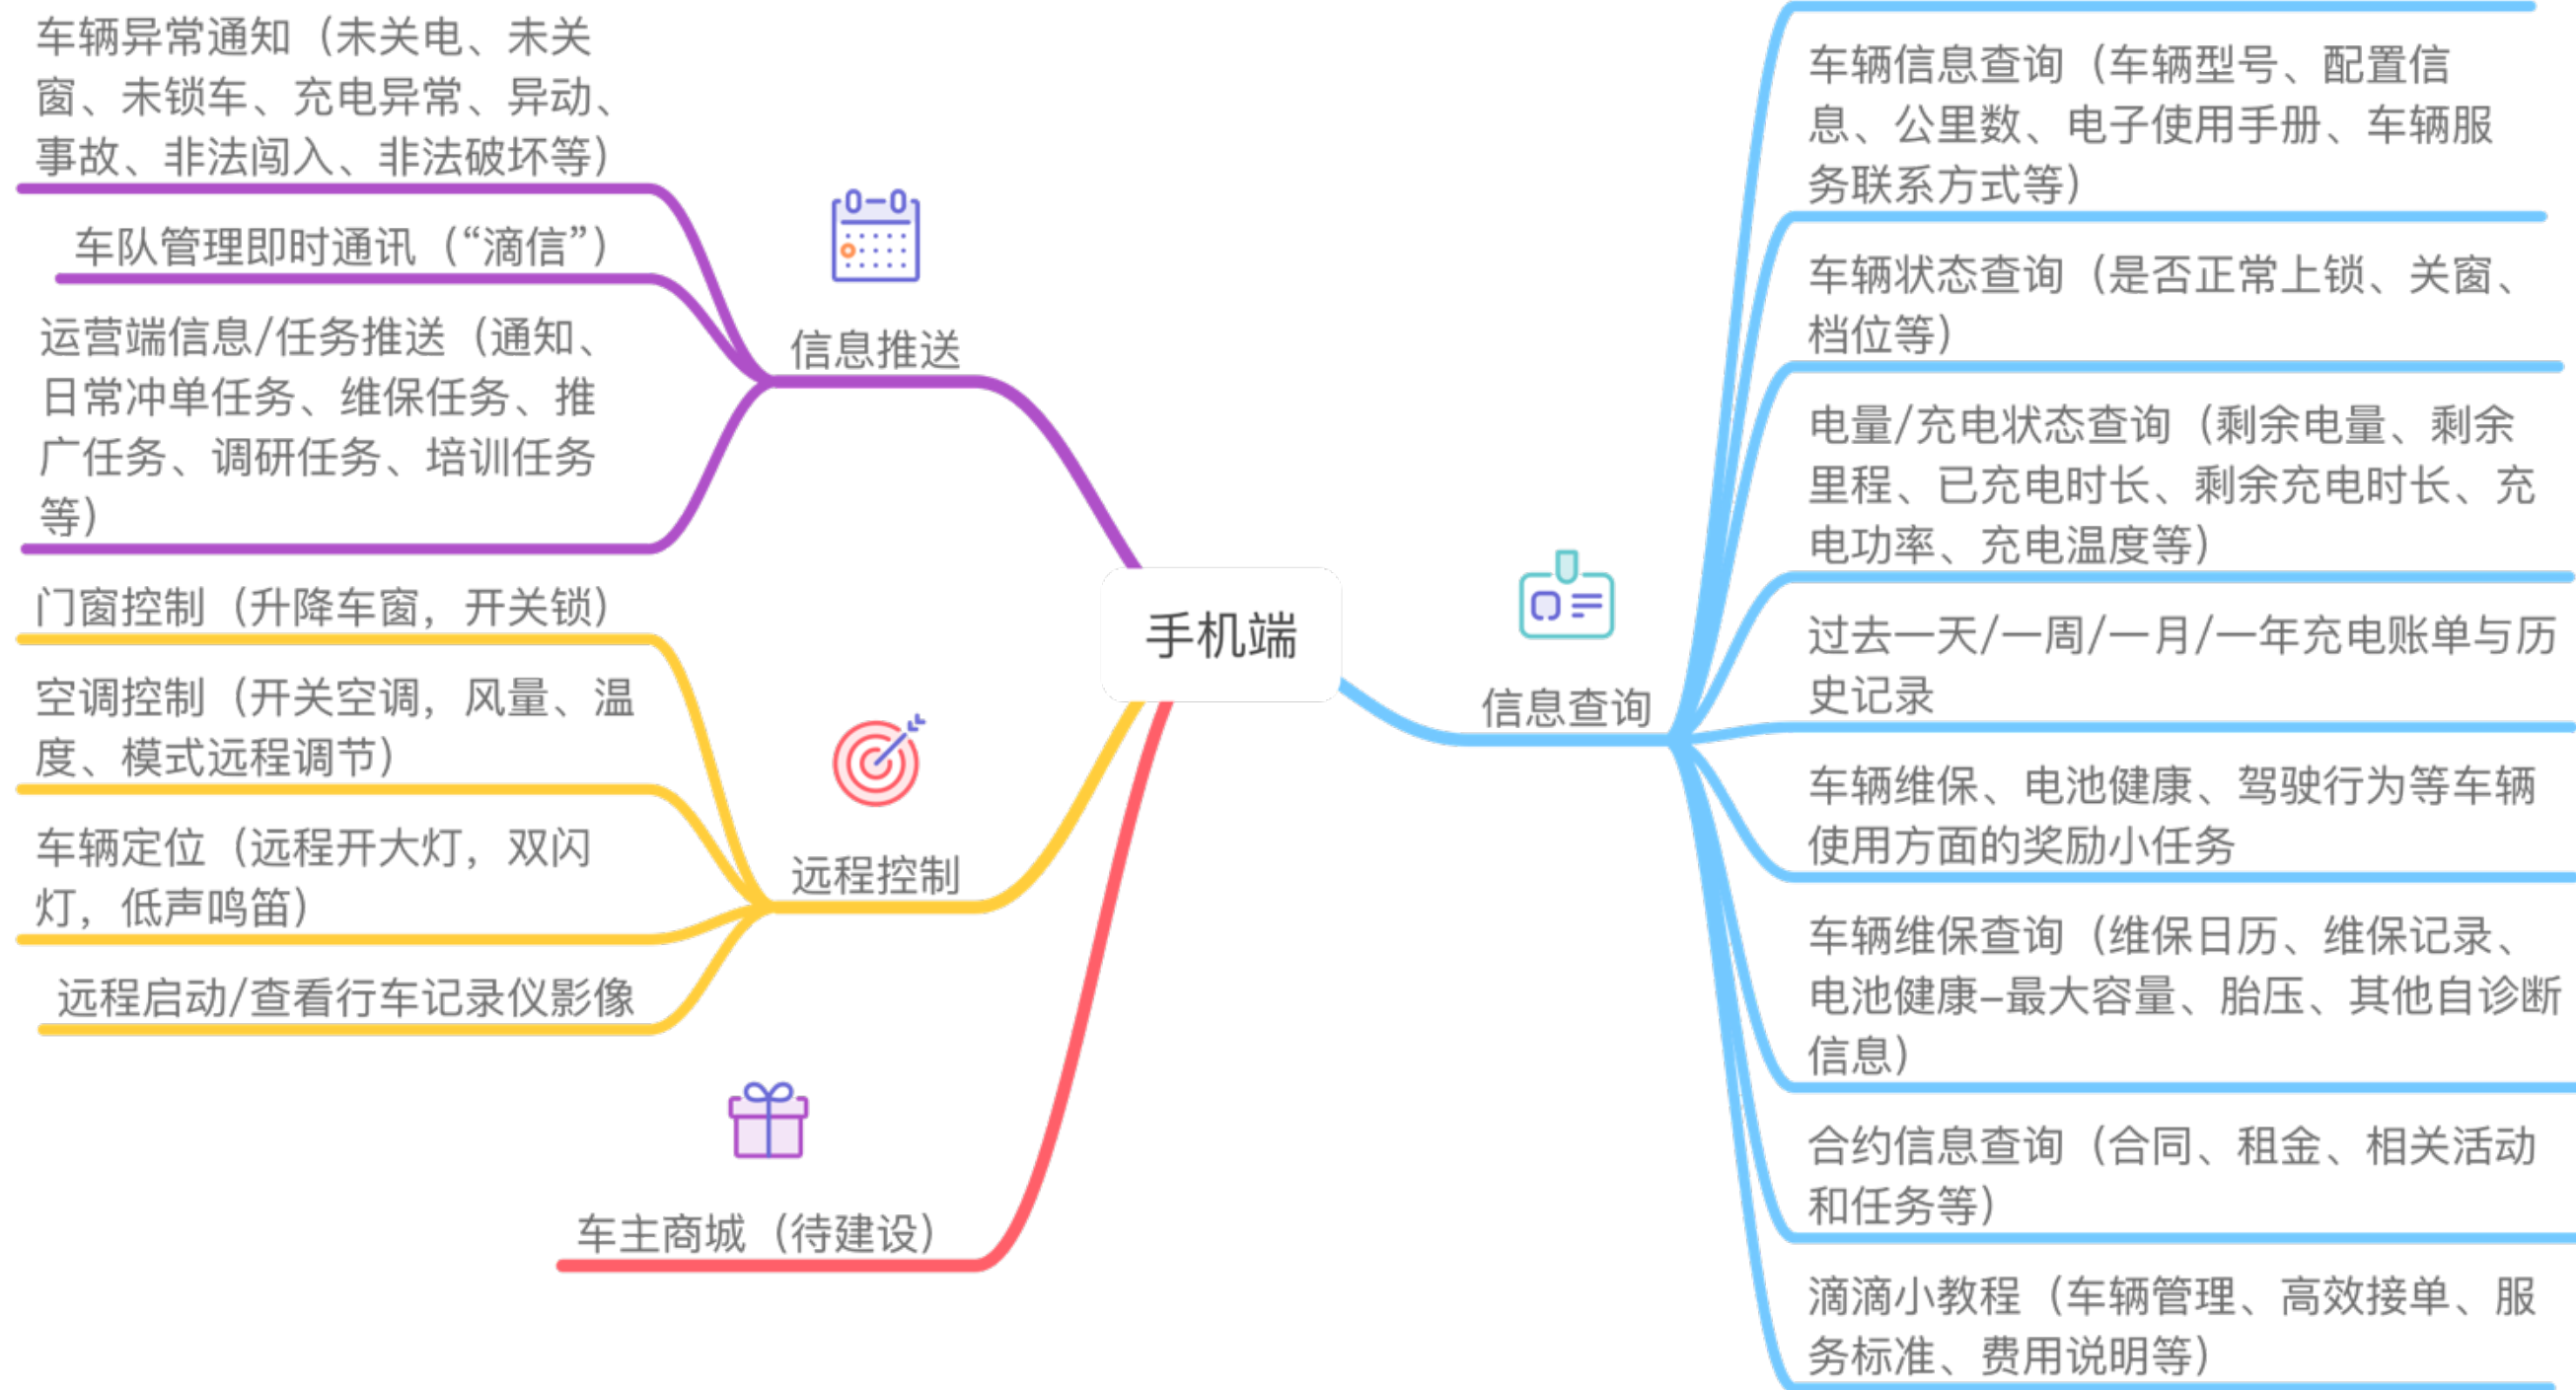 车辆异常通知（未关电、未关
窗、未锁车、充电异常、异动、
事故、非法闯入、非法破坏等）
车队管理即时通讯（“滴信”）
运营端信息/任务推送（通知、
日常冲单任务、维保任务、推
广任务、调研任务、培训任务
等）
信息推送
门窗控制（升降车窗，开关锁）
空调控制（开关空调，风量、温
度、模式远程调节）
车辆定位（远程开大灯，双闪
灯，低声鸣笛）
远程启动/查看行车记录仪影像
远程控制
车主商城（待建设）
手机端
信息查询
车辆信息查询（车辆型号、配置信
息、公里数、电子使用手册、车辆服
务联系方式等）
车辆状态查询（是否正常上锁、关窗、
档位等）
电量/充电状态查询（剩余电量、剩余
里程、已充电时长、剩余充电时长、充
电功率、充电温度等）
过去一天/一周/一月/一年充电账单与历
史记录
车辆维保、电池健康、驾驶行为等车辆
使用方面的奖励小任务
车辆维保查询（维保日历、维保记录、
电池健康–最大容量、胎压、其他自诊断
信息）
合约信息查询（合同、租金、相关活动
和任务等）
滴滴小教程（车辆管理、高效接单、服
务标准、费用说明等）